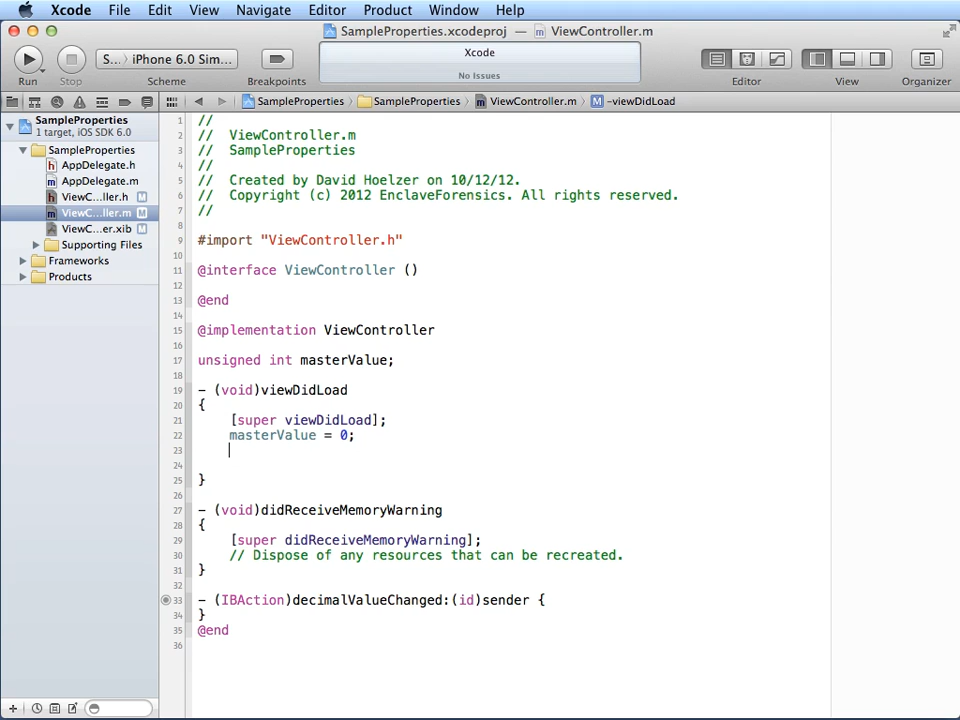 Xcode File Edit View Navigate Editor Product Window Help
SampleProperties.xcodeproj — ViewController.m
S...〉 iPhone 6.0 Sim...
Xcode
No Issues
Run Stop Scheme Breakpoints Editor View Organizer
SampleProperties SampleProperties ViewController.m M -viewDidLoad
SampleProperties
1 target, iOS SDK 6.0
SampleProperties
h AppDelegate.h
m AppDelegate.m
h ViewC...ller.h M
m ViewC...ller.m M
ViewC...er.xib M
Supporting Files
Frameworks
Products
1 //
2 // ViewController.m
3 // SampleProperties
4 //
5 // Created by David Hoelzer on 10/12/12.
6 // Copyright (c) 2012 EnclaveForensics. All rights reserved.
7 //
8
9 #import "ViewController.h"
10
11 @interface ViewController ()
12
13 @end
14
15 @implementation ViewController
16
17 unsigned int masterValue;
18
19 - (void)viewDidLoad
20 {
21 [super viewDidLoad];
22 masterValue = 0;
23
24
25 }
26
27 - (void)didReceiveMemoryWarning
28 {
29 [super didReceiveMemoryWarning];
30 // Dispose of any resources that can be recreated.
31 }
32
33 - (IBAction)decimalValueChanged:(id)sender {
34 }
35 @end
36